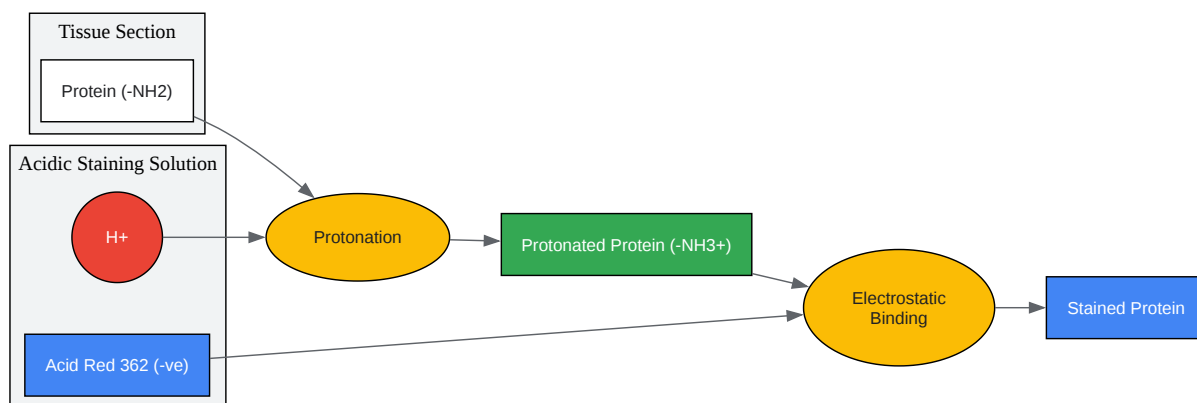 Tissue Section
Protein (-NH2)
Acidic Staining Solution
H+
Protonation
Protonated Protein (-NH3+)
Electrostatic
Binding
Stained Protein
Acid Red 362 (-ve)